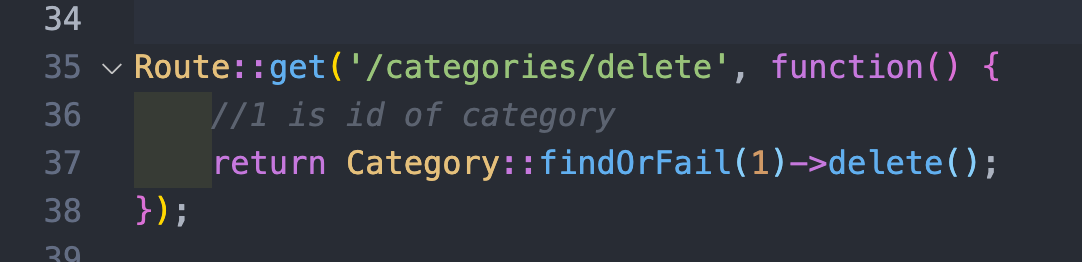 34
35 Route::get('/categories/delete', function() {
36 //1 is id of category
37 return Category::findOrFail(1)->delete();
38 });
39